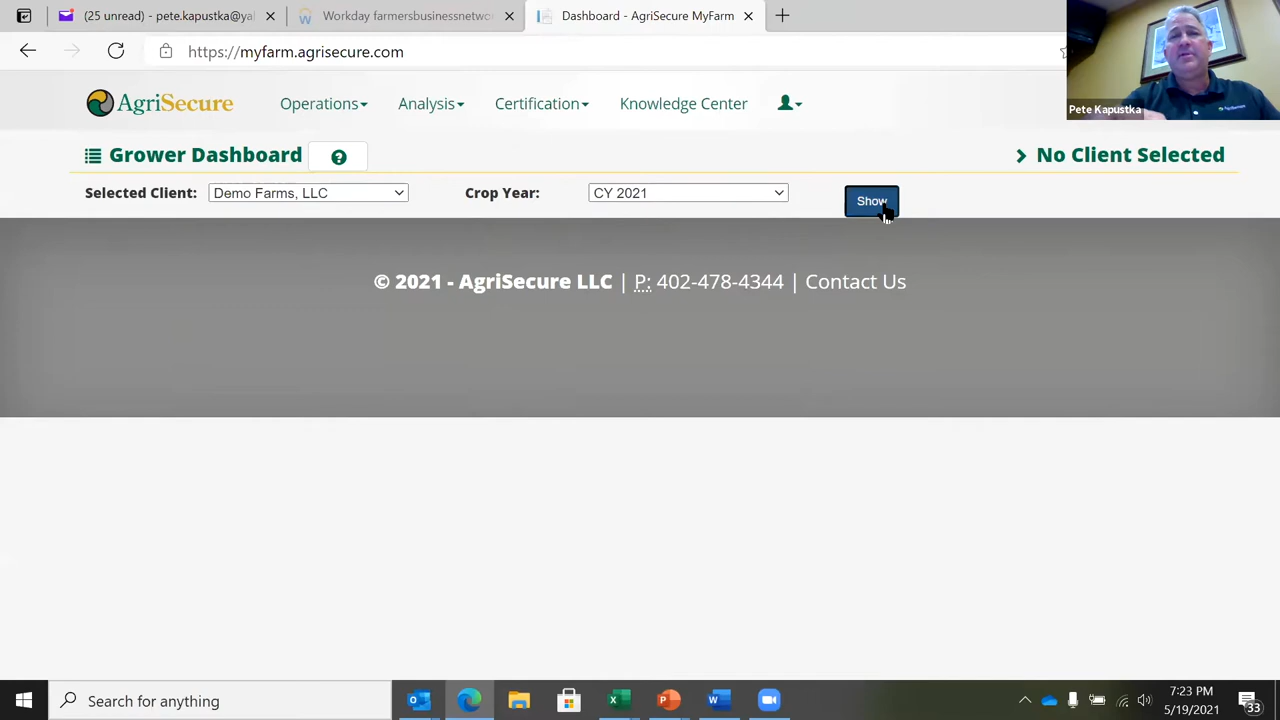 (25 unread) - pete.kapustka@ya
Workday farmersbusinessnetwor
Dashboard - AgriSecure MyFarm
https://myfarm.agrisecure.com
Pete Kapustka
AgriSecure
Operations
Analysis
Certification
Knowledge Center
Grower Dashboard
?
No Client Selected
Selected Client:
Demo Farms, LLC
Crop Year:
CY 2021
Show
© 2021 - AgriSecure LLC | P: 402-478-4344 | Contact Us
Search for anything
7:23 PM
5/19/2021
33